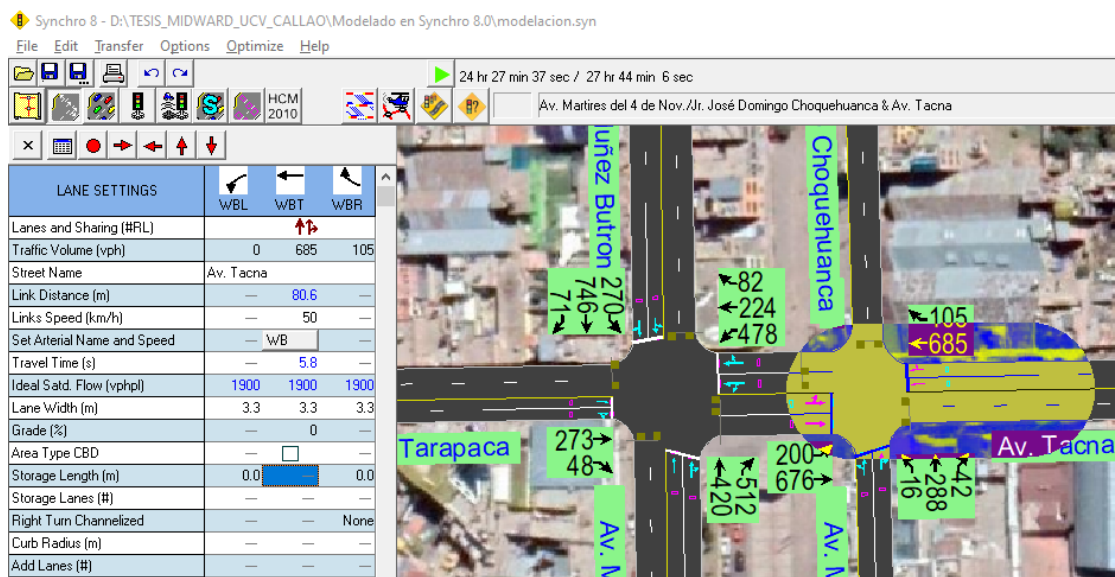 Synchro 8 - D:\TESIS_MIDWARD_UCV_CALLAO\Modelado en Synchro 8.0\modelacion.syn
File Edit Transfer Options Optimize Help
24 hr 27 min 37 sec / 27 hr 44 min 6 sec
HCM
2010
Av. Martires del 4 de Nov./Jr. José Domingo Choquehuanca & Av. Tacna
LANE SETTINGS WBL WBT WBR
Lanes and Sharing (#RL)
Traffic Volume (vph) 0 685 105
Street Name Av. Tacna
Link Distance (m) — 80.6 —
Links Speed (km/h) — 50 —
Set Arterial Name and Speed — WB —
Travel Time (s) — 5.8 —
Ideal Satd. Flow (vphpl) 1900 1900 1900
Lane Width (m) 3.3 3.3 3.3
Grade (%) — 0 —
Area Type CBD — —
Storage Length (m) 0.0 — 0.0
Storage Lanes (#) — — —
Right Turn Channelized — — None
Curb Radius (m) — — —
Add Lanes (#) — — —
uñez Butron
Choquehuanca
270
746
71
82
224
478
105
685
Tarapaca
273
48
420
512
200
676
16
288
42
Av. Tacna
Av. M
Av. M